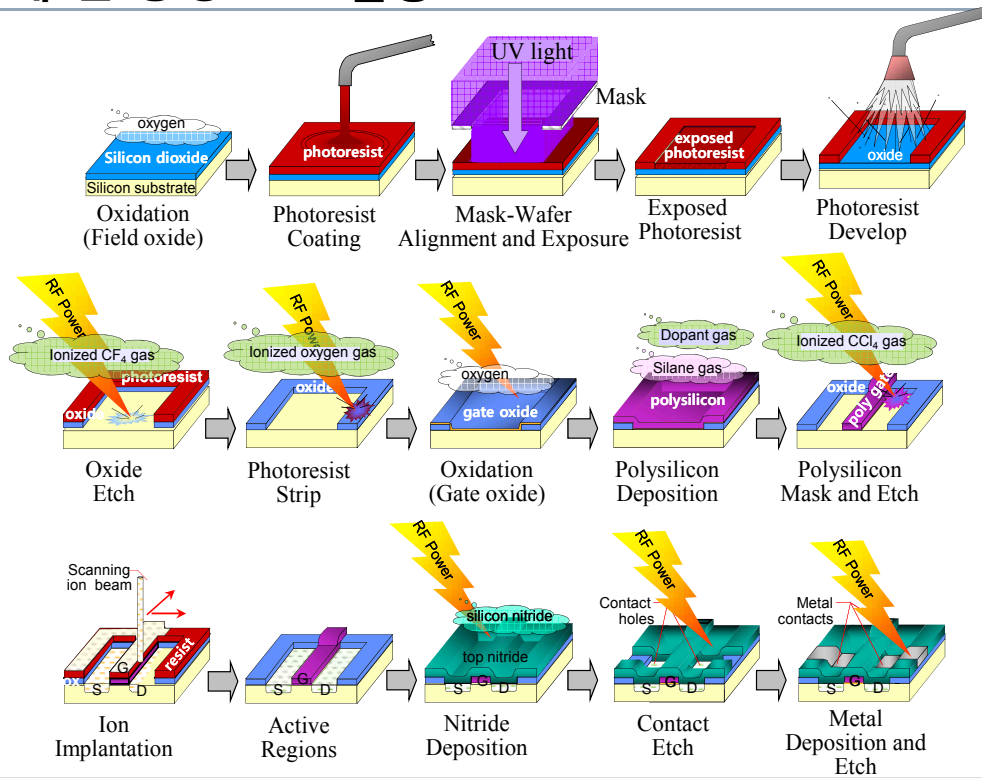 UV light
Mask
oxygen
Silicon dioxide
Silicon substrate
photoresist
exposed
photoresist
oxide
Oxidation
(Field oxide)
Photoresist
Coating
Mask-Wafer
Alignment and Exposure
Exposed
Photoresist
Photoresist
Develop
RF Power
Ionized CF4 gas
photoresist
oxide
RF Power
Ionized oxygen gas
oxide
RF Power
oxygen
gate oxide
Dopant gas
Silane gas
polysilicon
RF Power
Ionized CCl4 gas
oxide
poly gate
Oxide
Etch
Photoresist
Strip
Oxidation
(Gate oxide)
Polysilicon
Deposition
Polysilicon
Mask and Etch
Scanning
ion beam
resist
ox
G
S D
G
S D
RF Power
silicon nitride
top nitride
G
S D
RF Power
Contact
holes
G
S D
RF Power
Metal
contacts
G
S D
Ion
Implantation
Active
Regions
Nitride
Deposition
Contact
Etch
Metal
Deposition and
Etch